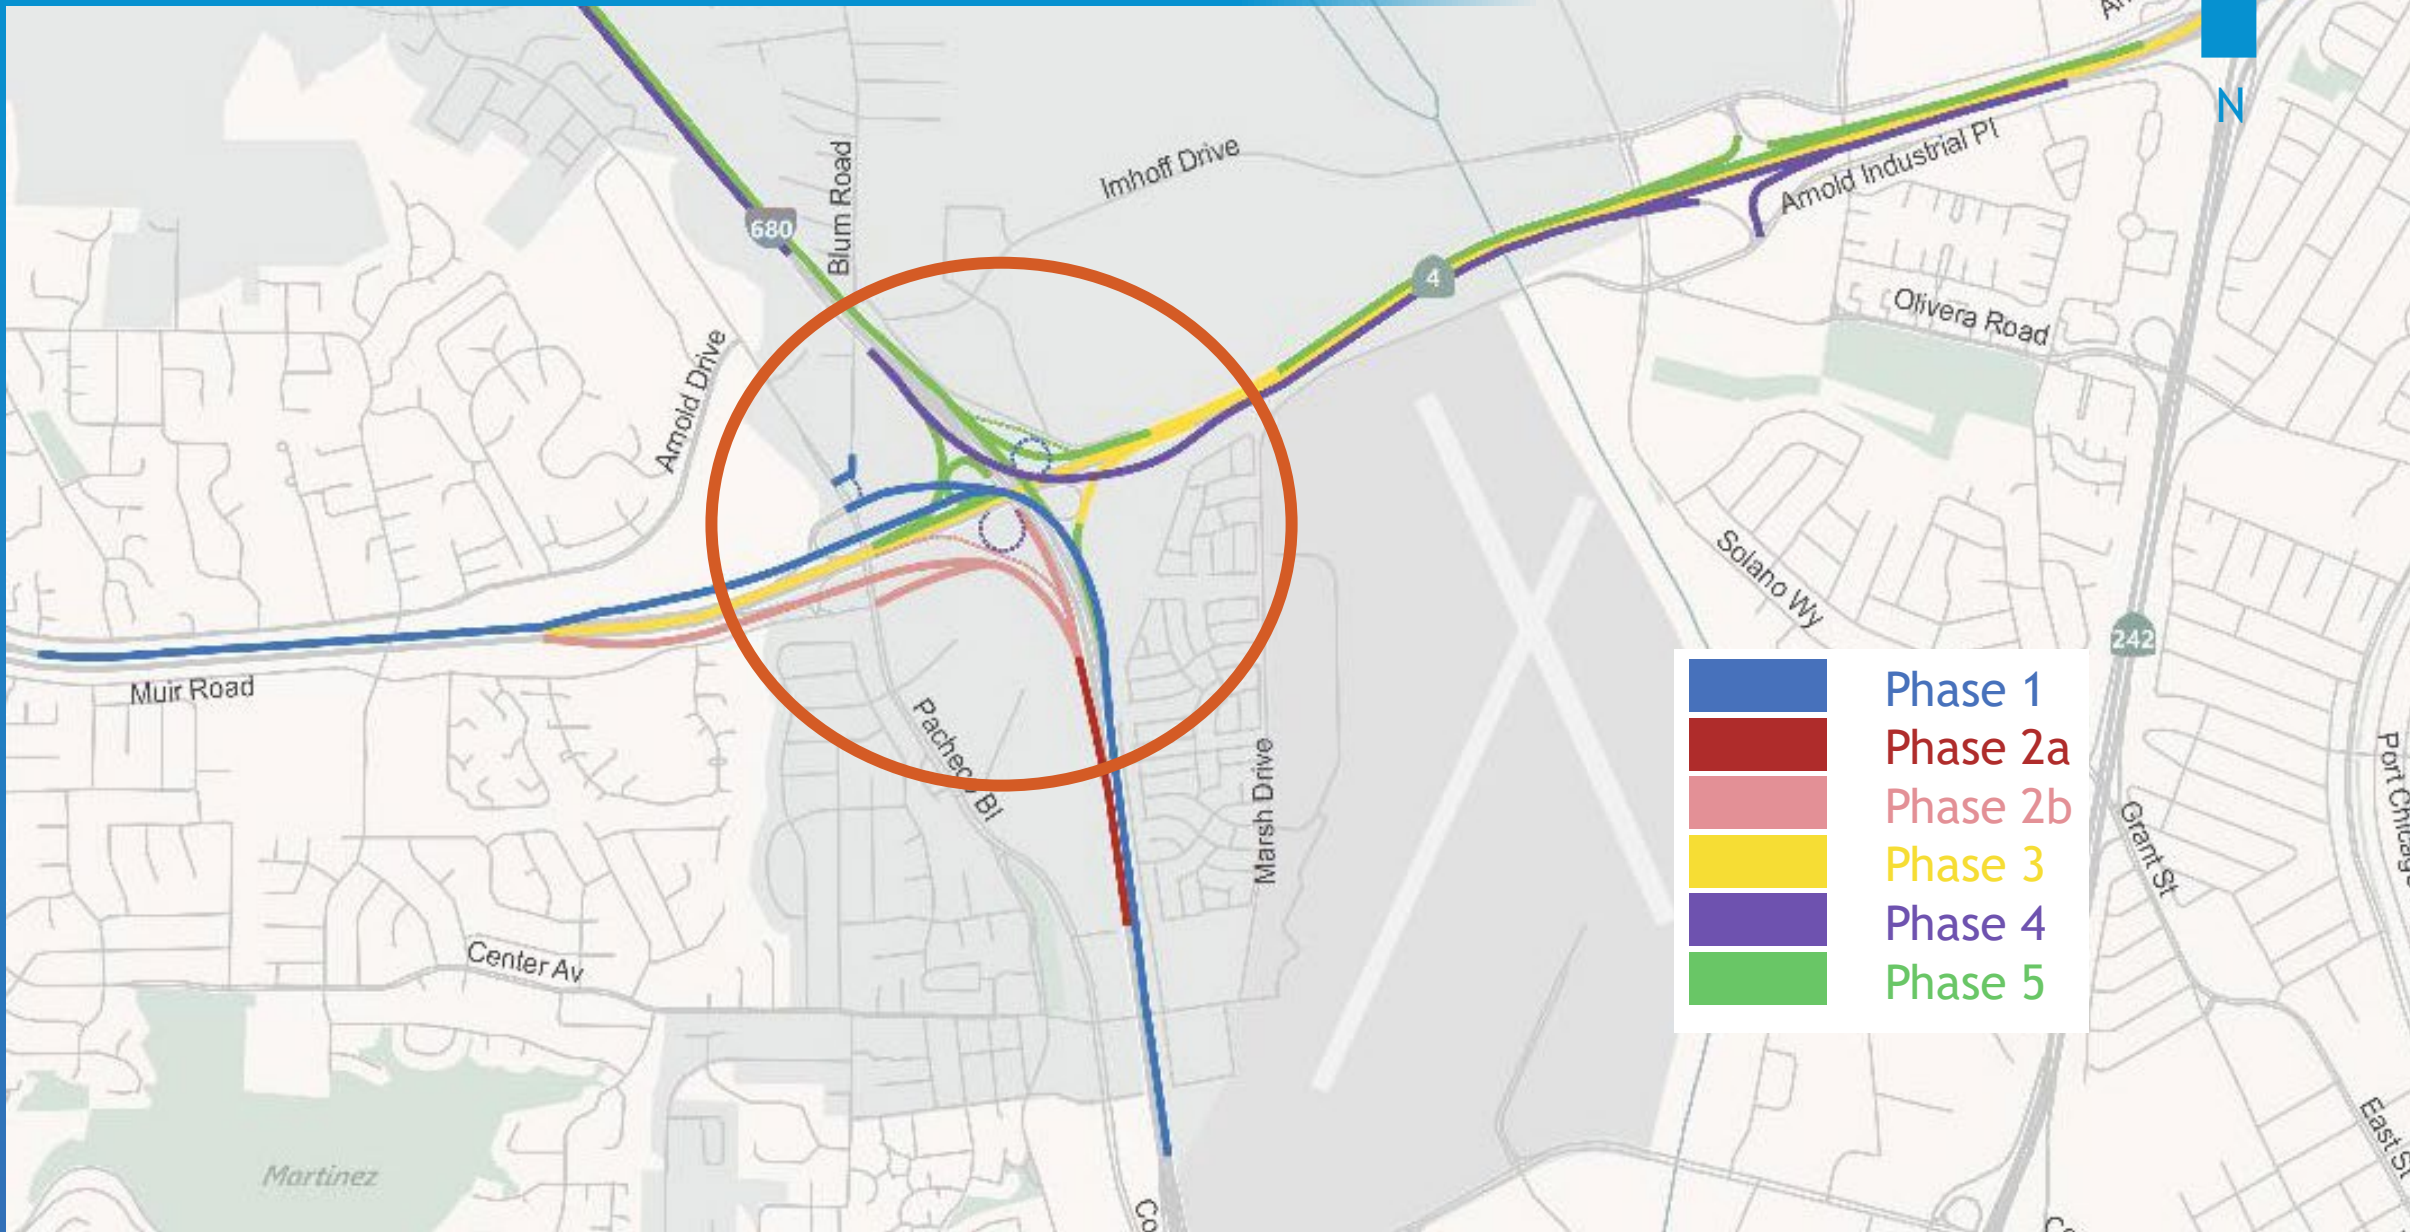 N
680
Blum Road
Imhoff Drive
Arnold Industrial Pl
4
Olivera Road
Arnold Drive
Solano Wy
242
Muir Road
Pacheco Bl
Marsh Drive
Grant St
Center Av
East St
Martinez
Phase 1
Phase 2a
Phase 2b
Phase 3
Phase 4
Phase 5